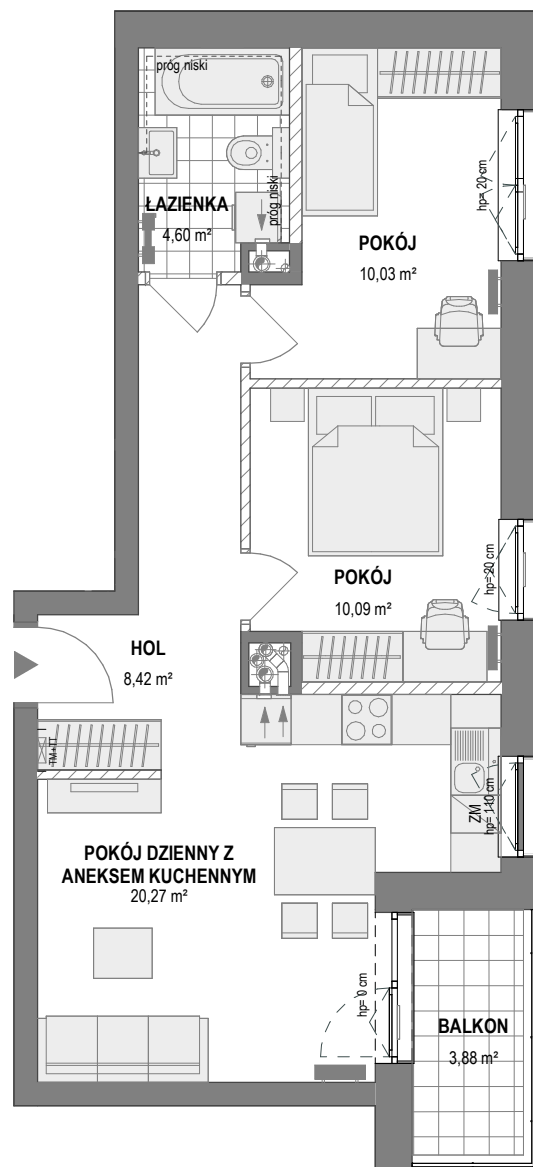 próg niski
ŁAZIENKA
4,60 m²
próg niski
hp= 20 cm
POKÓJ
10,03 m²
hp= 20 cm
POKÓJ
10,09 m²
HOL
8,42 m²
TM+TT
ZM
hp= 110 cm
POKÓJ DZIENNY Z
ANEKSEM KUCHENNYM
20,27 m²
hp= 0 cm
BALKON
3,88 m²